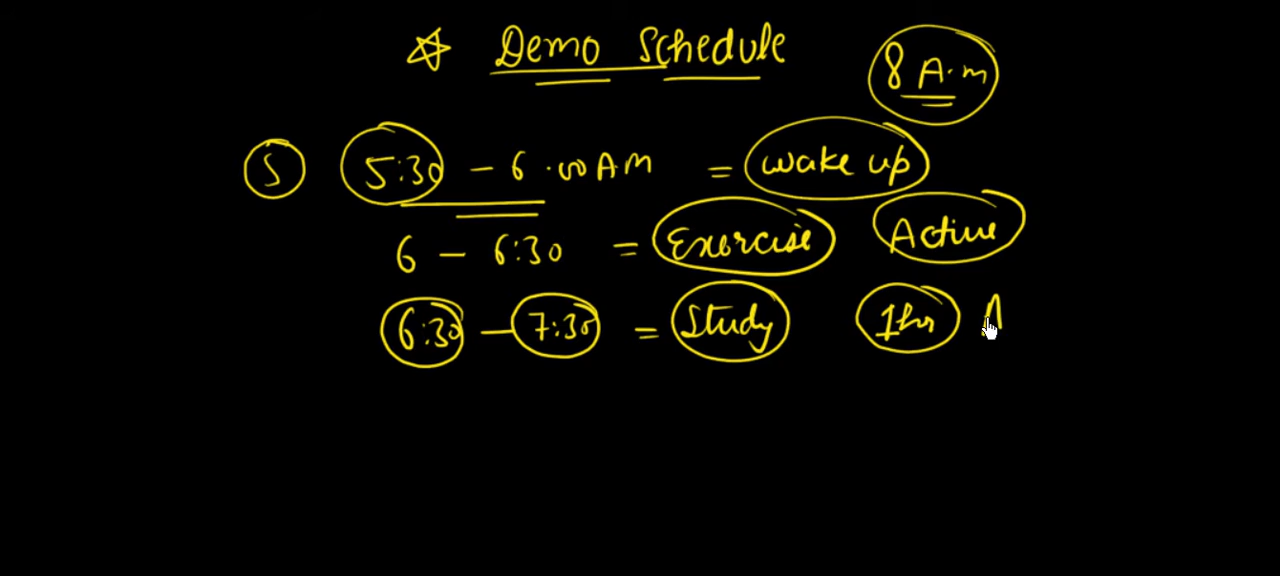 ☆ Demo Schedule
8 A.m
5 5:30 - 6.00 AM = wake up
6 - 6:30 = Exercise Active
6:30 - 7:30 = Study 1hr